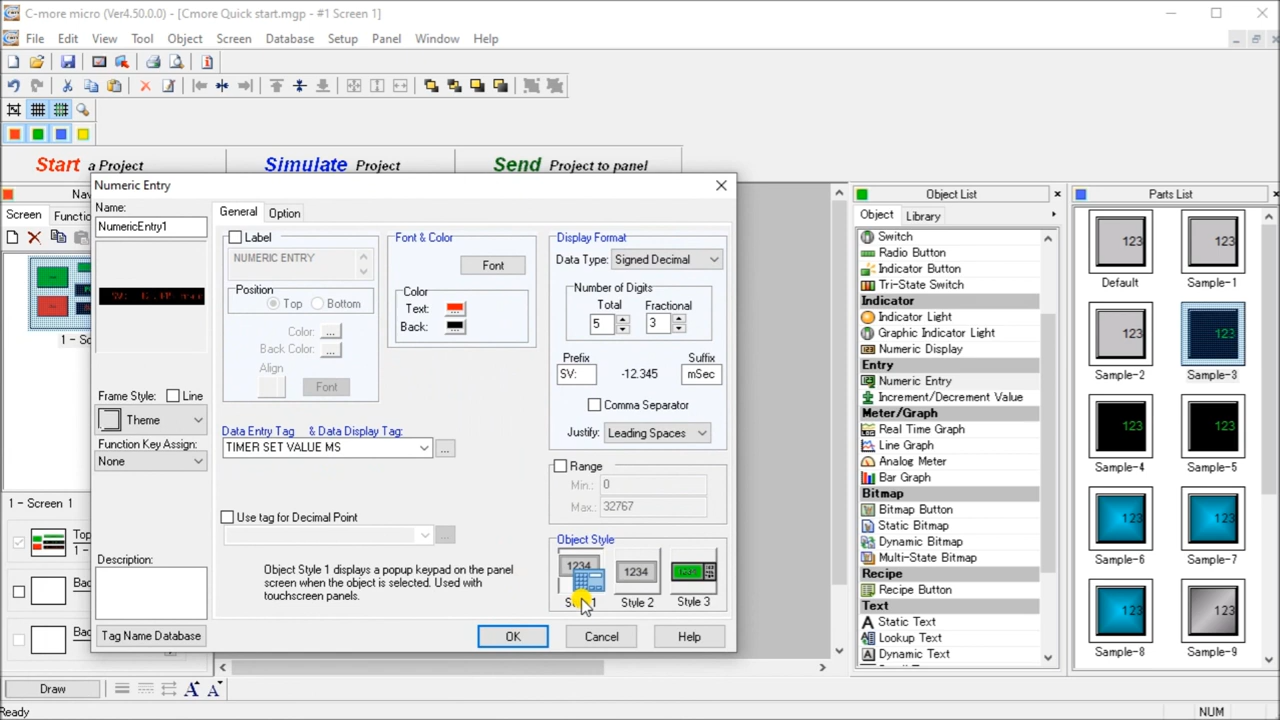 C-more micro (Ver4.50.0.0) - [Cmore Quick start.mgp - #1 Screen 1]
File Edit View Tool Object Screen Database Setup Panel Window Help
Start a Project
Simulate Project
Send Project to panel
Numeric Entry
Name:
NumericEntry1
General Option
Label
NUMERIC ENTRY
Position
Top Bottom
Color: ...
Back Color: ...
Align
Font
Font & Color
Font
Color
Text: ...
Back: ...
Display Format
Data Type: Signed Decimal
Number of Digits
Total Fractional
5 3
Prefix Suffix
SV: -12.345 mSec
Comma Separator
Justify: Leading Spaces
Frame Style: Line
Theme
Function Key Assign:
None
Data Entry Tag & Data Display Tag:
TIMER SET VALUE MS ...
Use tag for Decimal Point
...
Range
Min.: 0
Max.: 32767
Object Style
1234 1234
Style 2 Style 3
Object Style 1 displays a popup keypad on the panel
screen when the object is selected. Used with
touchscreen panels.
Description:
Tag Name Database
OK Cancel Help
Screen
1 - Screen 1
Draw
Ready
NUM
Object List
Object Library
Switch
Radio Button
Indicator Button
Tri-State Switch
Indicator
Indicator Light
Graphic Indicator Light
Numeric Display
Entry
Numeric Entry
Increment/Decrement Value
Meter/Graph
Real Time Graph
Line Graph
Analog Meter
Bar Graph
Bitmap
Bitmap Button
Static Bitmap
Dynamic Bitmap
Multi-State Bitmap
Recipe
Recipe Button
Text
Static Text
Lookup Text
Dynamic Text
Parts List
123 123
Default Sample-1
123 123
Sample-2 Sample-3
123 123
Sample-4 Sample-5
123 123
Sample-6 Sample-7
123 123
Sample-8 Sample-9